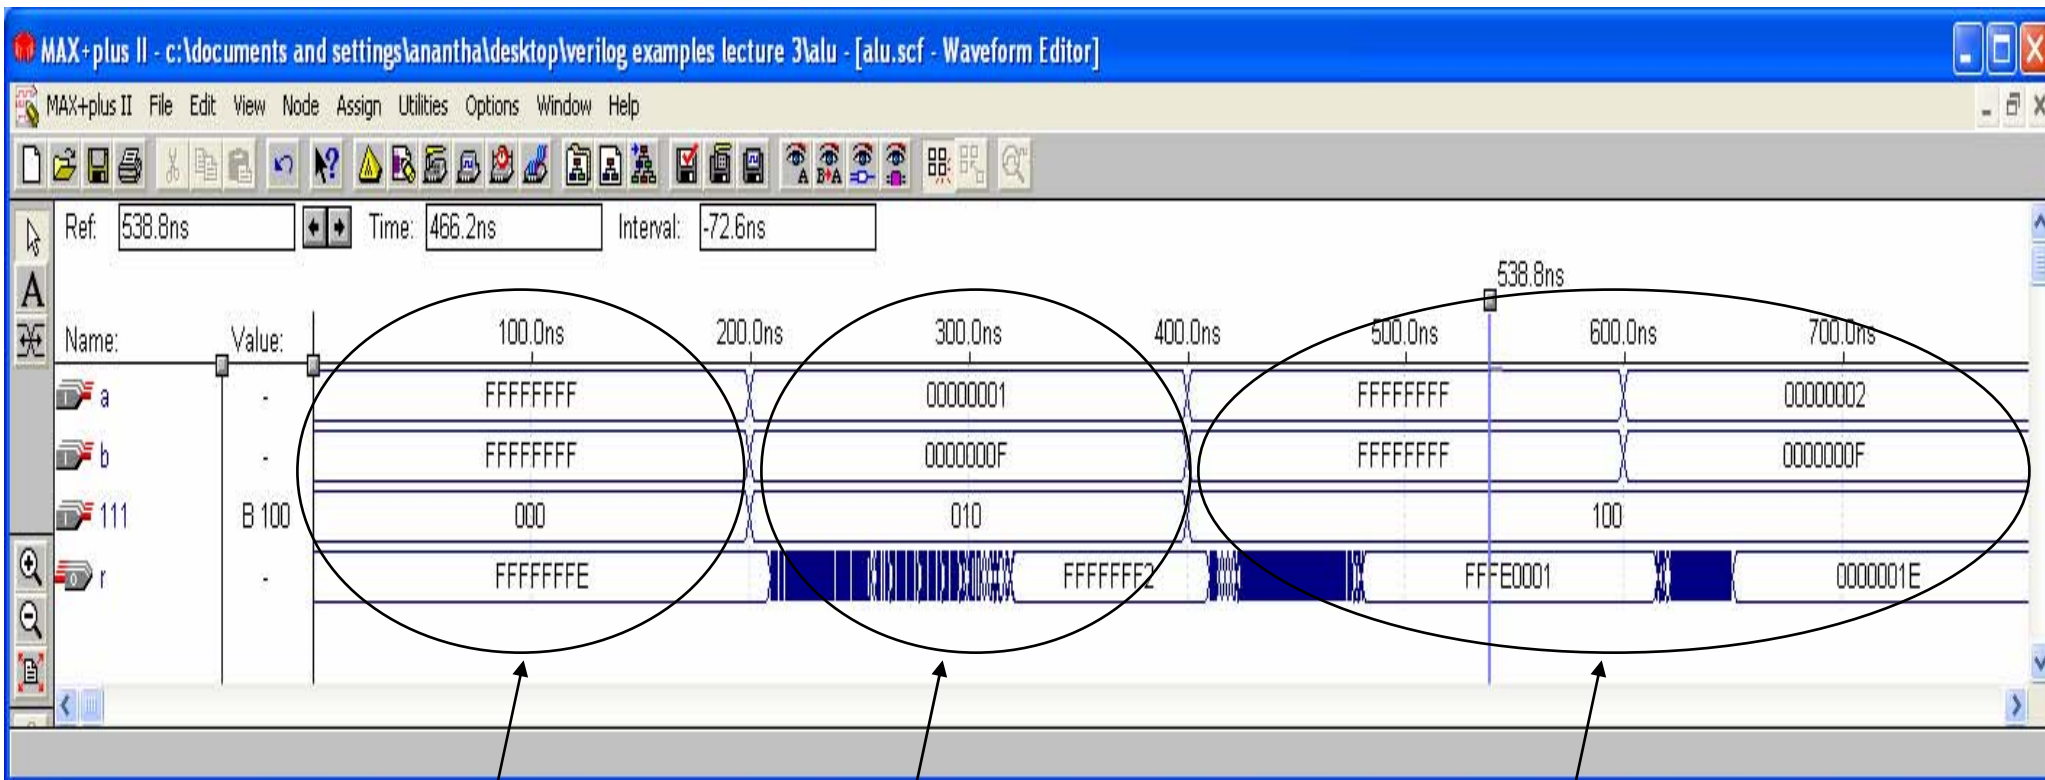 MAX+plus II - c:\documents and settings\anantha\desktop\verilog examples lecture 3\alu - [alu.scf - Waveform Editor]
MAX+plus II File Edit View Node Assign Utilities Options Window Help
Ref: 538.8ns Time: 466.2ns Interval: -72.6ns
538.8ns
Name: Value: 100.0ns 200.0ns 300.0ns 400.0ns 500.0ns 600.0ns 700.0ns
a - FFFFFFFF 00000001 FFFFFFFF 00000002
b - FFFFFFFF 0000000F FFFFFFFF 0000000F
111 B 100 000 010 100
r - FFFFFFFE FFFFFFF2 FFFE0001 0000001E